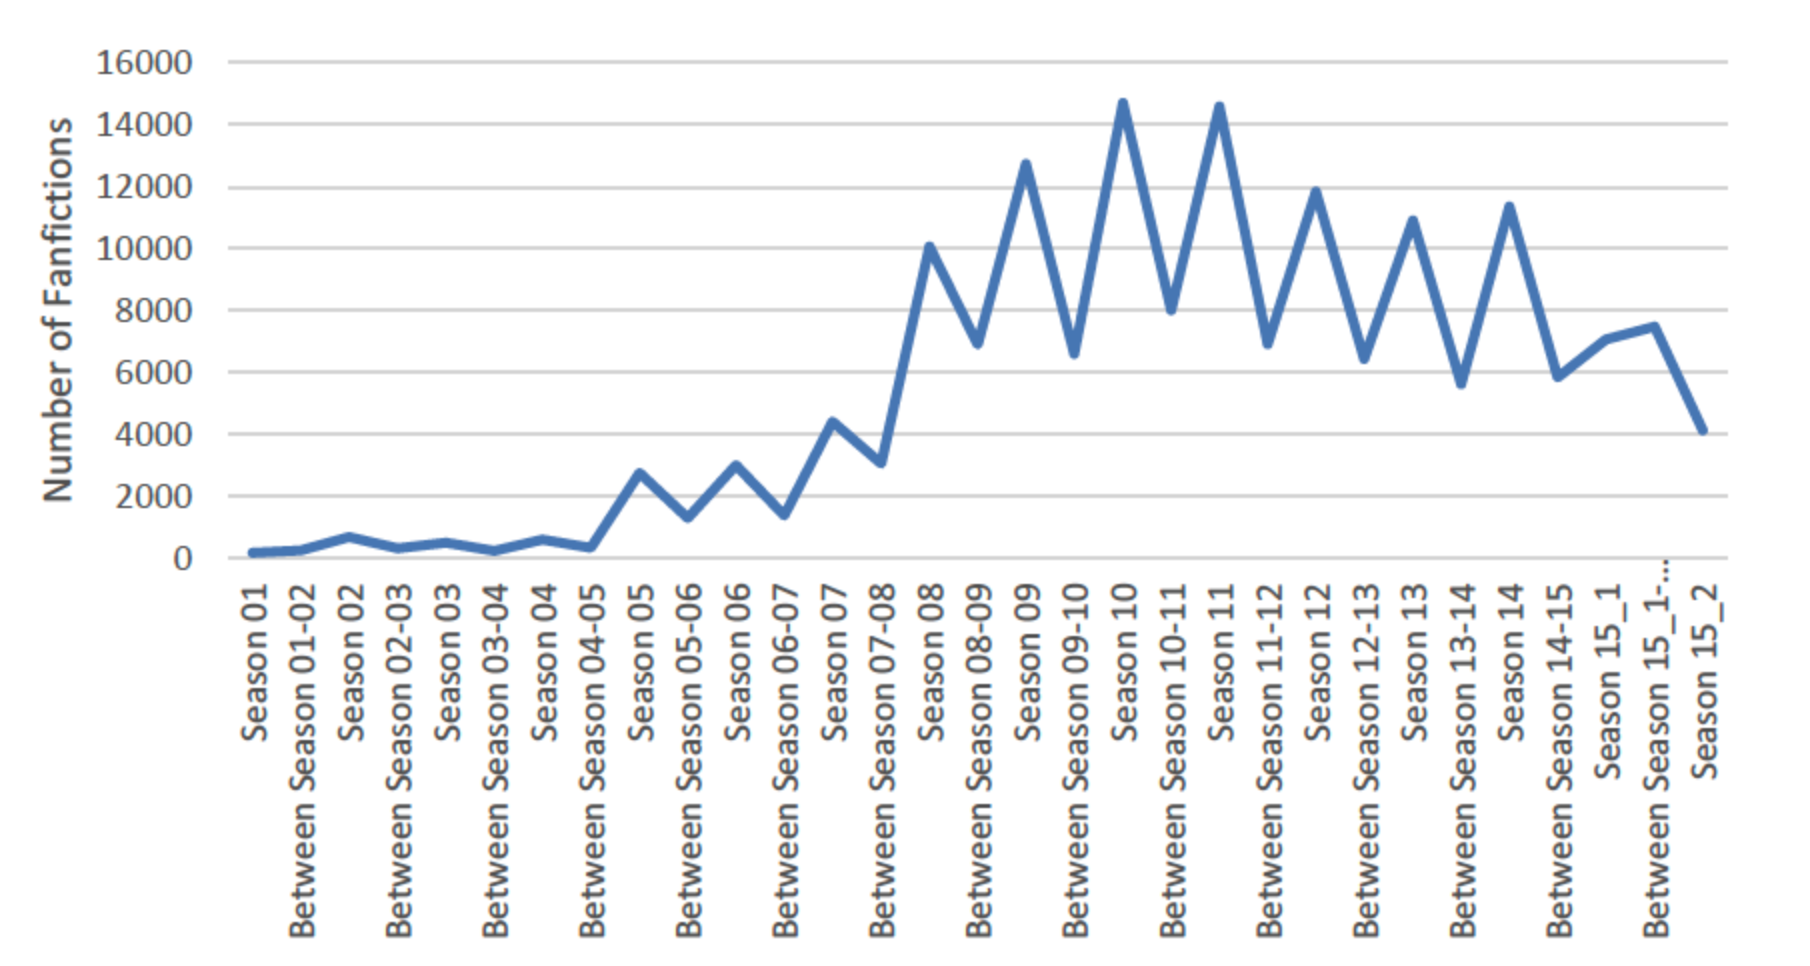 Number of Fanfictions
16000
14000
12000
10000
8000
6000
4000
2000
0
Season 01
Between Season 01-02
Season 02
Between Season 02-03
Season 03
Between Season 03-04
Season 04
Between Season 04-05
Season 05
Between Season 05-06
Season 06
Between Season 06-07
Season 07
Between Season 07-08
Season 08
Between Season 08-09
Season 09
Between Season 09-10
Season 10
Between Season 10-11
Season 11
Between Season 11-12
Season 12
Between Season 12-13
Season 13
Between Season 13-14
Season 14
Between Season 14-15
Season 15_1
Between Season 15_1-...
Season 15_2